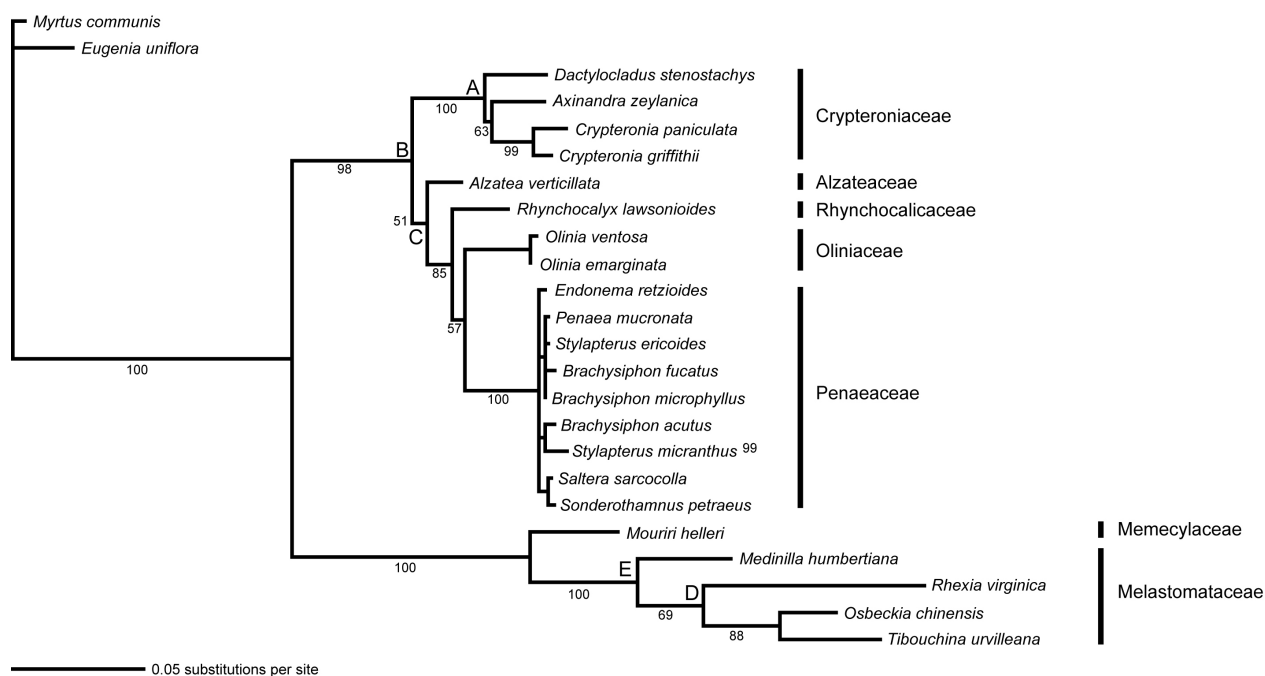 Myrtus communis
Eugenia uniflora
Dactylocladus stenostachys
A
100
Axinandra zeylanica
Crypteroniaceae
63
Crypteronia paniculata
B
99
Crypteronia griffithii
98
Alzatea verticillata
Alzateaceae
51
Rhynchocalyx lawsonioides
Rhynchocalicaceae
C
Olinia ventosa
Oliniaceae
85
Olinia emarginata
Endonema retzioides
57
Penaea mucronata
Stylapterus ericoides
100
Brachysiphon fucatus
100
Brachysiphon microphyllus
Penaeaceae
Brachysiphon acutus
Stylapterus micranthus 99
Saltera sarcocolla
Sonderothamnus petraeus
Mouriri helleri
Memecylaceae
100
E
Medinilla humbertiana
100
D
Rhexia virginica
Melastomataceae
69
Osbeckia chinensis
88
Tibouchina urvilleana
0.05 substitutions per site